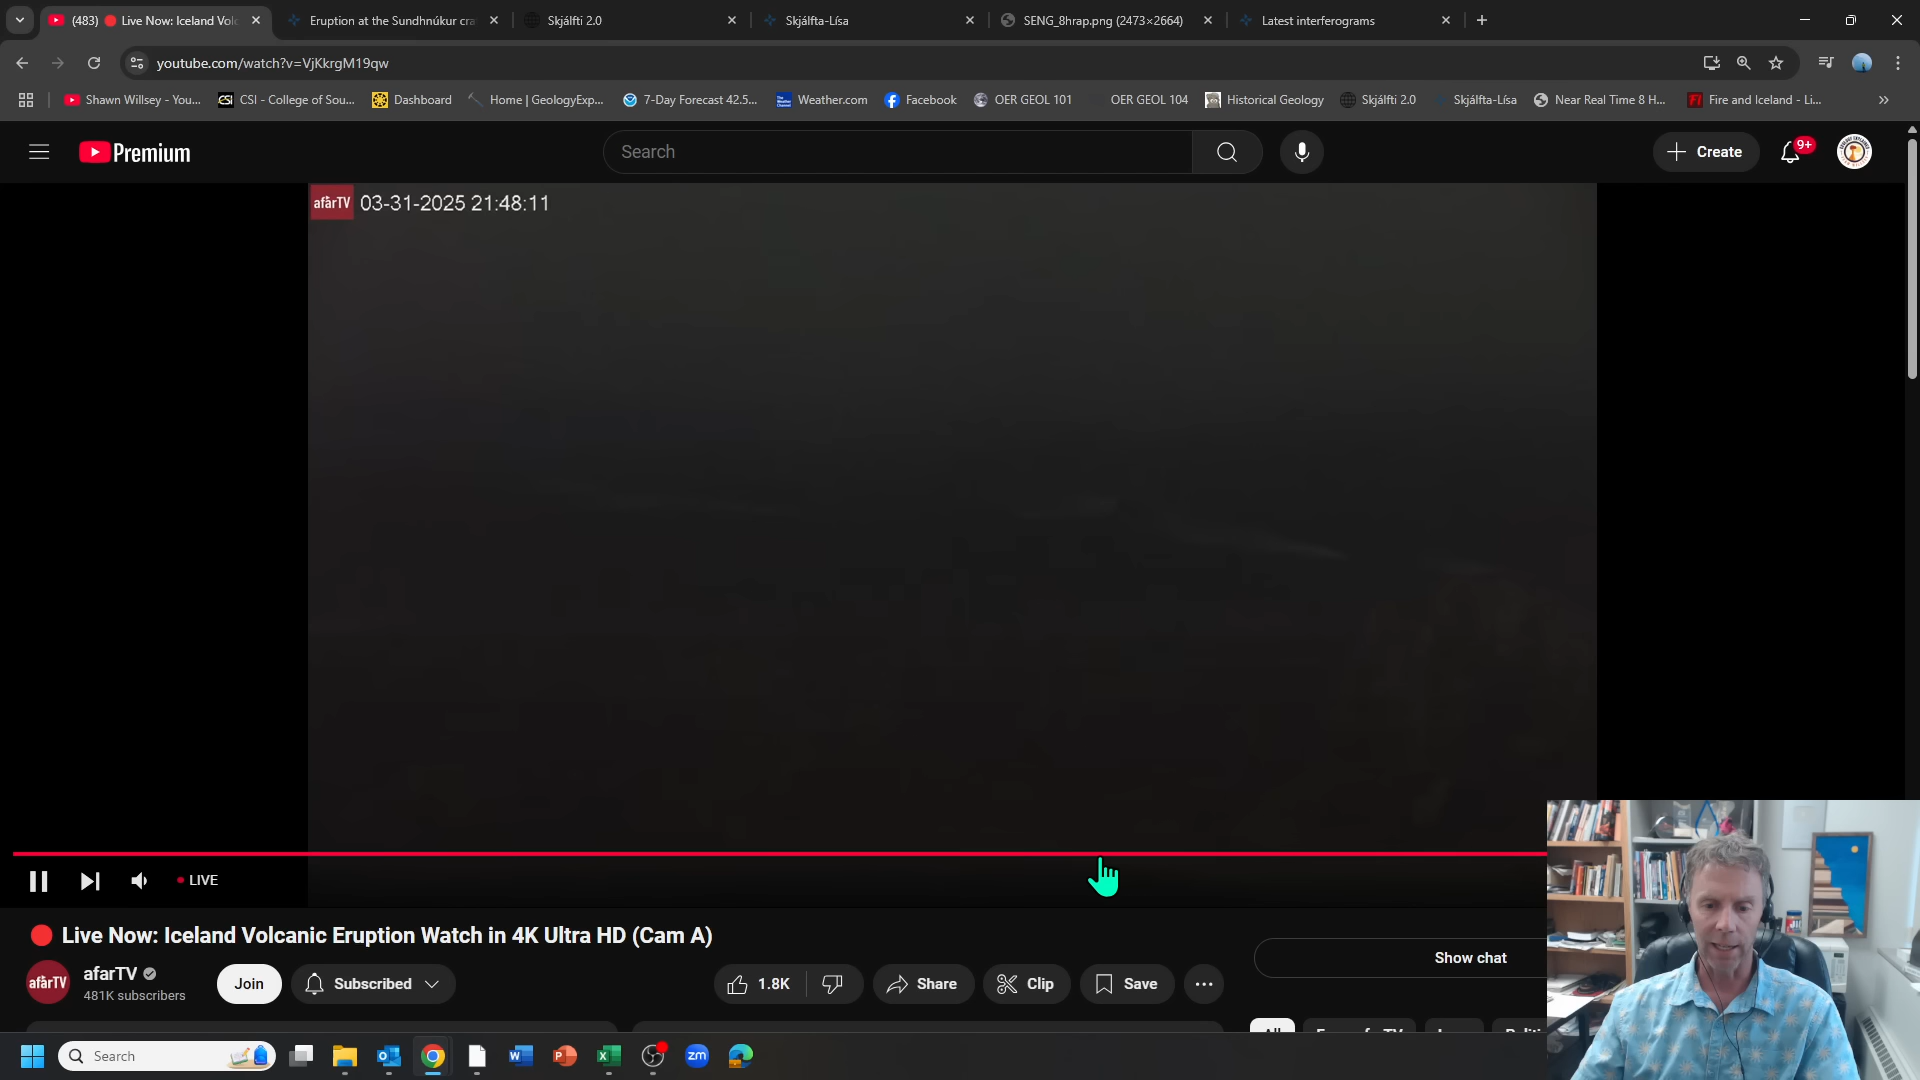 (483) Live Now: Iceland Vol
Eruption at the Sundhnúkur cra
Skjálfti 2.0
Skjálfta-Lísa
SENG_8hrap.png (2473×2664)
Latest interferograms
youtube.com/watch?v=VjKkrgM19qw
Shawn Willsey - You...
CSI - College of Sou...
Dashboard
Home | GeologyExp...
7-Day Forecast 42.5...
Weather.com
Facebook
OER GEOL 101
OER GEOL 104
Historical Geology
Skjálfti 2.0
Skjálfta-Lísa
Near Real Time 8 H...
Fire and Iceland - Li...
Premium
Search
Create
9+
afarTV 03-31-2025 21:48:11
LIVE
Live Now: Iceland Volcanic Eruption Watch in 4K Ultra HD (Cam A)
afarTV
afarTV
481K subscribers
Join
Subscribed
1.8K
Share
Clip
Save
Show chat
All
Search
zm